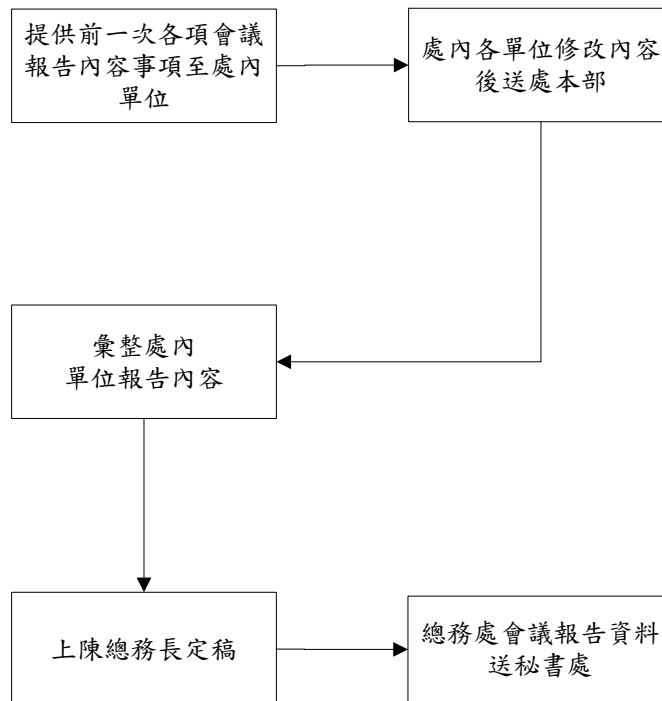 提供前一次各項會議
報告內容事項至處內
單位
處內各單位修改內容
後送處本部
彙整處內
單位報告內容
上陳總務長定稿
總務處會議報告資料
送秘書處